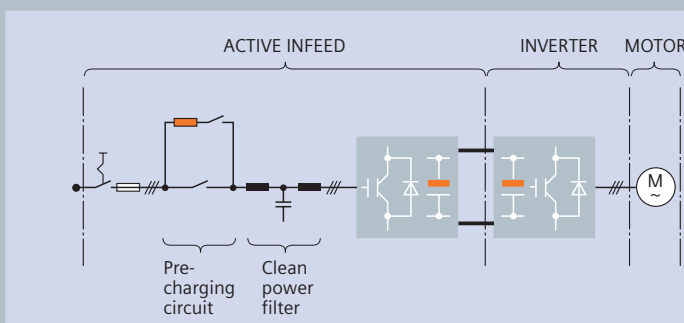 ACTIVE INFEED
INVERTER
MOTOR
M
~
Pre-
charging
circuit
Clean
power
filter